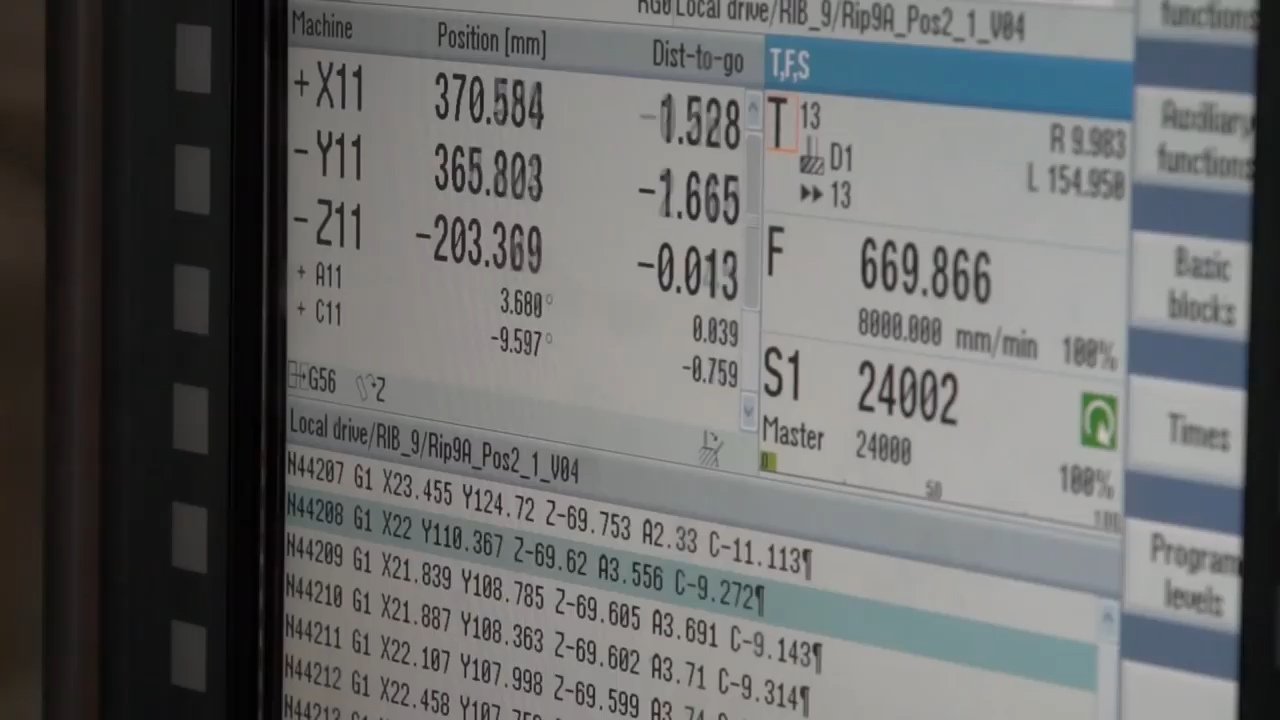 RG0 Local drive/RIB_9/Rip9A_Pos2_1_V04
Machine Position [mm] Dist-to-go
+ X11 370.584 -1.528
- Y11 365.803 -1.665
- Z11 -203.369 -0.013
+ A11 3.680° 0.039
+ C11 -9.597° -0.759
G56 Z
T,F,S
T 13 R 9.983
D1 L 154.950
13
F 669.866
8000.000 mm/min 100%
S1 24002
Master 24000 100%
0 50 100
Local drive/RIB_9/Rip9A_Pos2_1_V04
N44207 G1 X23.455 Y124.72 Z-69.753 A2.33 C-11.113¶
N44208 G1 X22 Y110.367 Z-69.62 A3.556 C-9.272¶
N44209 G1 X21.839 Y108.785 Z-69.605 A3.691 C-9.143¶
N44210 G1 X21.887 Y108.363 Z-69.602 A3.71 C-9.314¶
N44211 G1 X22.107 Y107.998 Z-69.599 A3.74
N44212 G1 X22.458
functions
Auxiliary
functions
Basic
blocks
Times
Program
levels